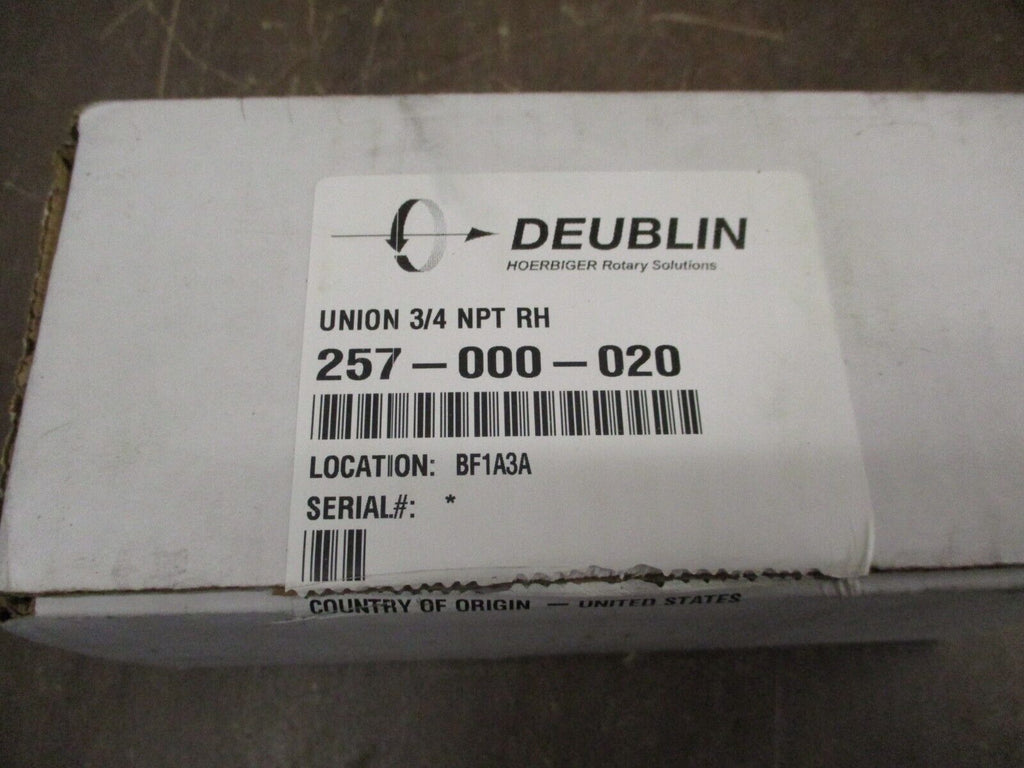 DEUBLIN
HOERBIGER Rotary Solutions
UNION 3/4 NPT RH
257-000-020
LOCATION: BF1A3A
SERIAL#: *
COUNTRY OF ORIGIN - UNITED STATES